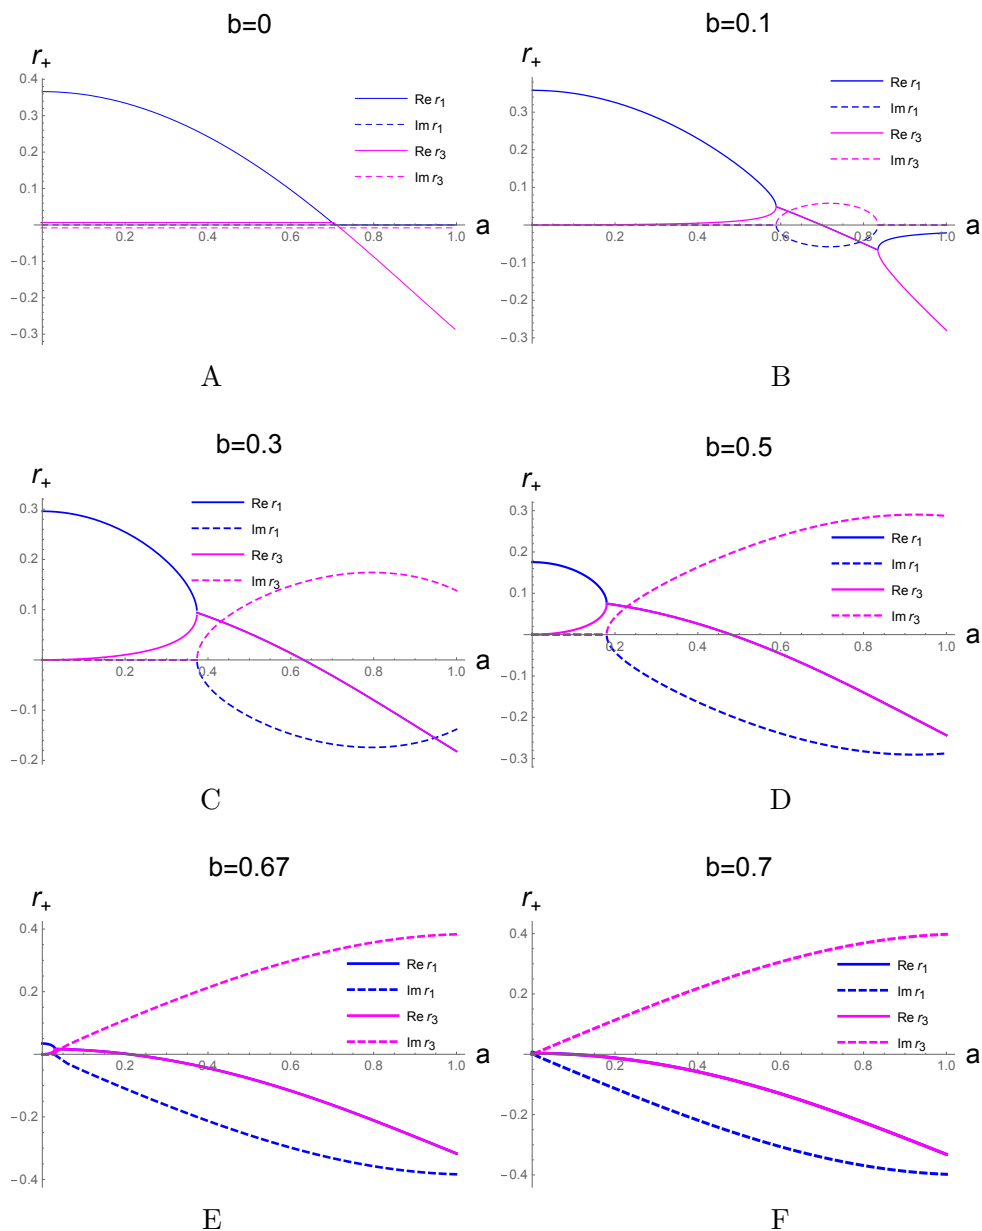 b=0
r+
0.4
0.3
0.2
0.1
-0.1
-0.2
-0.3
0.2 0.4 0.6 0.8 1.0 a
Re r1
Im r1
Re r3
Im r3
A
b=0.1
r+
0.3
0.2
0.1
-0.1
-0.2
-0.3
0.2 0.4 0.6 0.8 1.0 a
Re r1
Im r1
Re r3
Im r3
B
b=0.3
r+
0.3
0.2
0.1
0
-0.1
-0.2
0.2 0.4 0.6 0.8 1.0 a
Re r1
Im r1
Re r3
Im r3
C
b=0.5
r+
0.3
0.2
0.1
0
-0.1
-0.2
-0.3
0.2 0.4 0.6 0.8 1.0 a
Re r1
Im r1
Re r3
Im r3
D
b=0.67
r+
0.4
0.2
0
-0.2
-0.4
0.2 0.4 0.6 0.8 1.0 a
Re r1
Im r1
Re r3
Im r3
E
b=0.7
r+
0.4
0.2
0
-0.2
-0.4
0.2 0.4 0.6 0.8 1.0 a
Re r1
Im r1
Re r3
Im r3
F